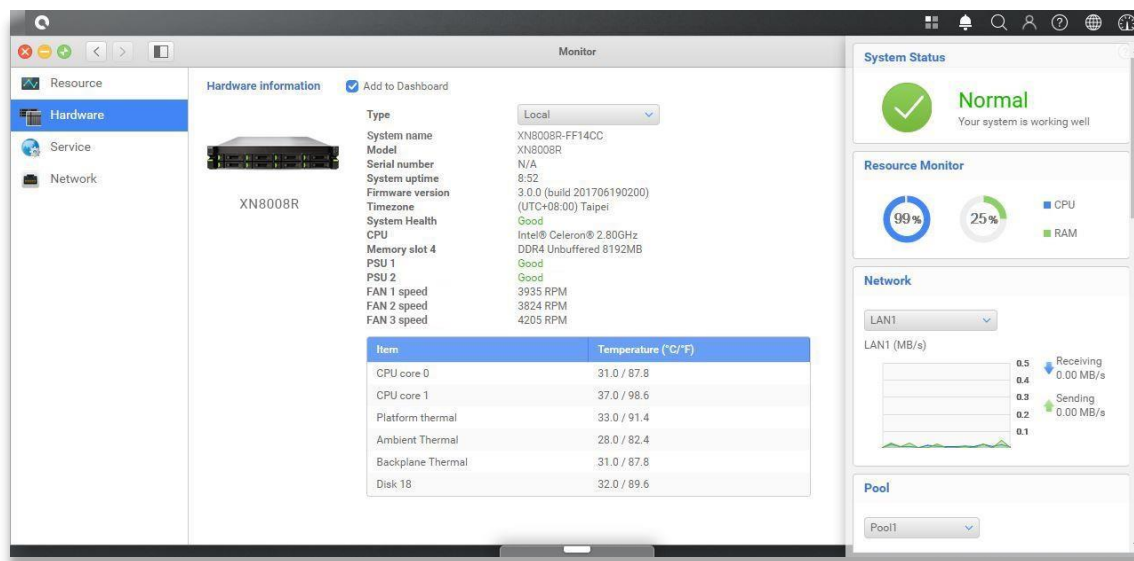 Monitor
Resource
Hardware
Service
Network
Hardware information
Add to Dashboard
XN8008R
Type Local
System name XN8008R-FF14CC
Model XN8008R
Serial number N/A
System uptime 8:52
Firmware version 3.0.0 (build 201706190200)
Timezone (UTC+08:00) Taipei
System Health Good
CPU Intel® Celeron® 2.80GHz
Memory slot 4 DDR4 Unbuffered 8192MB
PSU 1 Good
PSU 2 Good
FAN 1 speed 3935 RPM
FAN 2 speed 3824 RPM
FAN 3 speed 4205 RPM
Item Temperature (°C/°F)
CPU core 0 31.0 / 87.8
CPU core 1 37.0 / 98.6
Platform thermal 33.0 / 91.4
Ambient Thermal 28.0 / 82.4
Backplane Thermal 31.0 / 87.8
Disk 18 32.0 / 89.6
System Status
Normal
Your system is working well
Resource Monitor
99%
25%
CPU
RAM
Network
LAN1
LAN1 (MB/s)
0.5
0.4
0.3
0.2
0.1
Receiving
0.00 MB/s
Sending
0.00 MB/s
Pool
Pool1